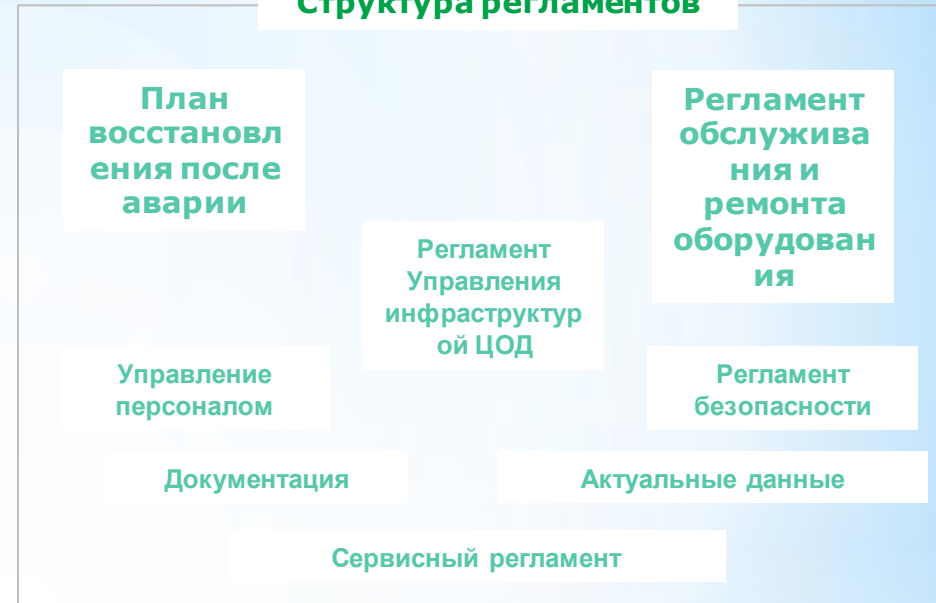 Структура регламентов
План
восстановл
ения после
аварии
Регламент
обслужива
ния и
ремонта
оборудован
ия
Регламент
Управления
инфраструктур
ой ЦОД
Управление
персоналом
Регламент
безопасности
Документация
Актуальные данные
Сервисный регламент